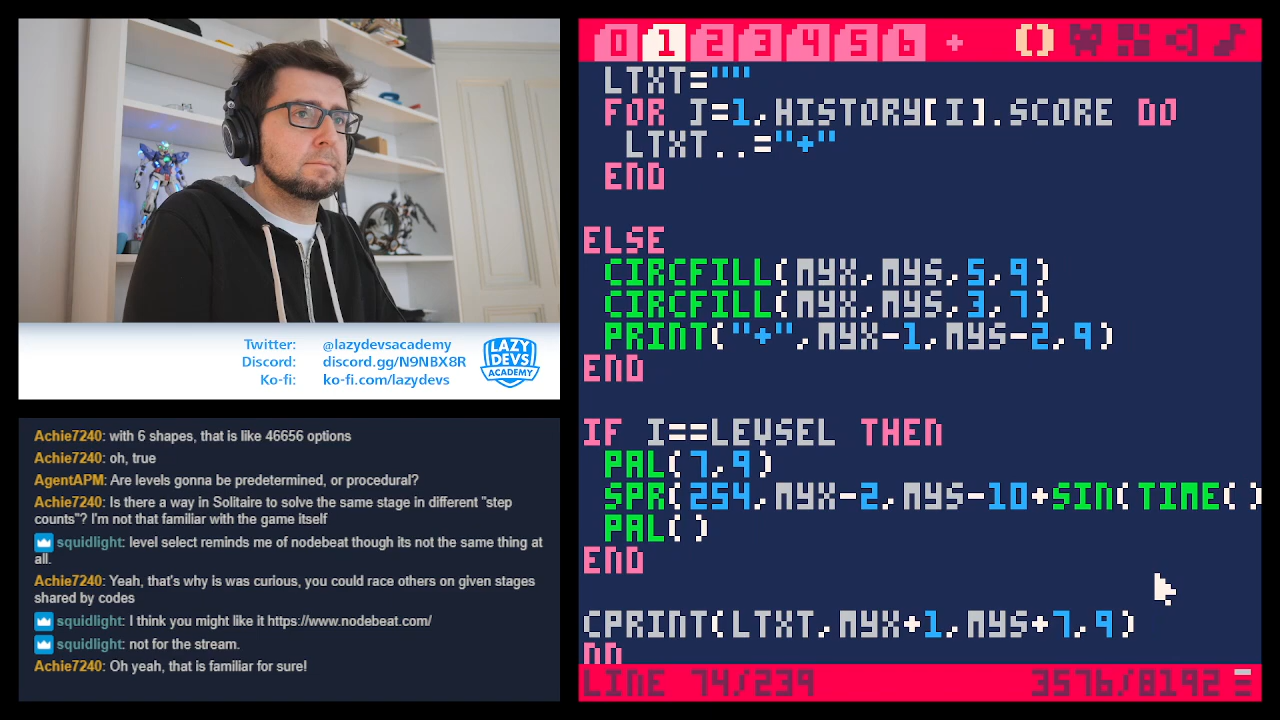 Twitter: @lazydevsacademy
Discord: discord.gg/N9NBX8R
Ko-fi: ko-fi.com/lazydevs
LAZY
DEVS
ACADEMY
Achie7240: with 6 shapes, that is like 46656 options
Achie7240: oh, true
AgentAPM: Are levels gonna be predetermined, or procedural?
Achie7240: Is there a way in Solitaire to solve the same stage in different "step
counts"? I'm not that familiar with the game itself
squidlight: level select reminds me of nodebeat though its not the same thing at
all.
Achie7240: Yeah, that's why is was curious, you could race others on given stages
shared by codes
squidlight: I think you might like it https://www.nodebeat.com/
squidlight: not for the stream.
Achie7240: Oh yeah, that is familiar for sure!
0 1 2 3 4 5 6 +
LTXT=""
FOR J=1,HISTORY[I].SCORE DO
LTXT..="+"
END
ELSE
CIRCFILL(MYX,MYS,5,9)
CIRCFILL(MYX,MYS,3,7)
PRINT("+",MYX-1,MYS-2,9)
END
IF I==LEVSEL THEN
PAL(7,9)
SPR(254,MYX-2,MYS-10+SIN(TIME()
PAL()
END
CPRINT(LTXT,MYX+1,MYS+7,9)
LINE 74/239 3576/8192